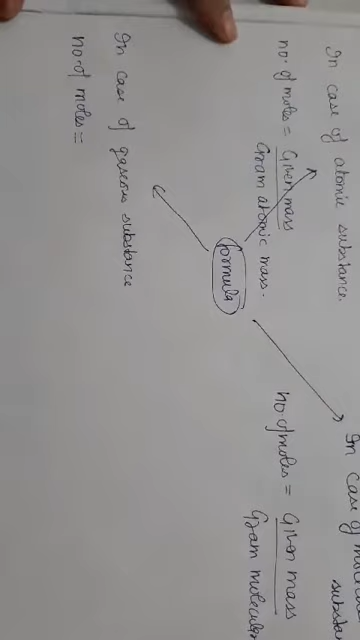 In case of atomic substance.
no. of moles = Given mass
Gram atomic mass.
formula
In case of
substa
no. of moles = Given mass
Gram molecular
In case of gaseous substance
no. of moles =